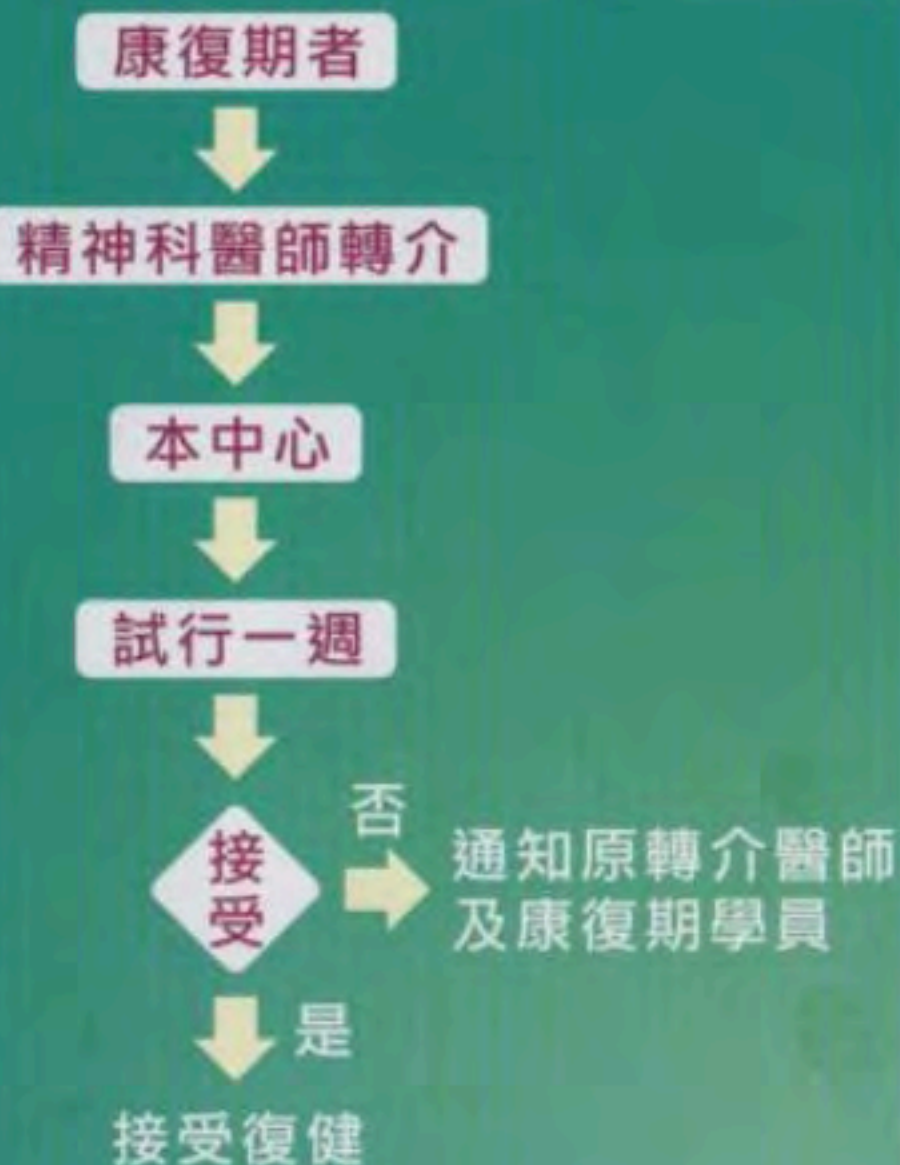 康復期者
精神科醫師轉介
本中心
試行一週
接
受
否
通知原轉介醫師
及康復期學員
是
接受復健